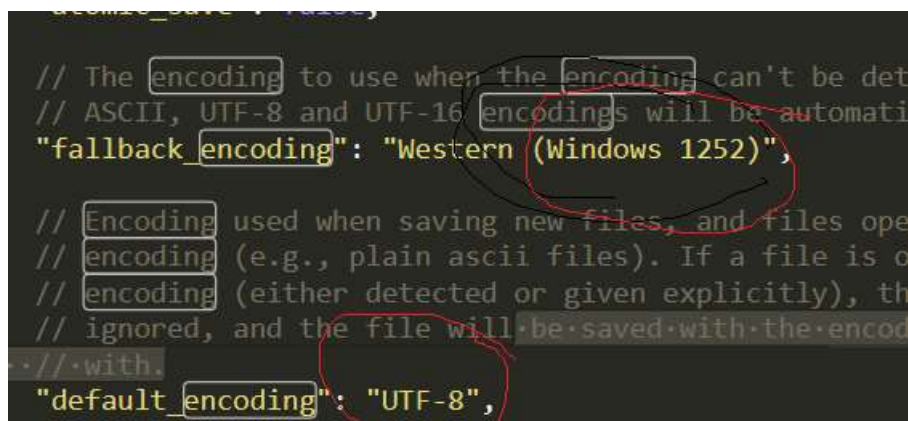 // The encoding to use when the encoding can't be det
// ASCII, UTF-8 and UTF-16 encodings will be automati
"fallback_encoding": "Western (Windows 1252)",
// Encoding used when saving new files, and files ope
// encoding (e.g., plain ascii files). If a file is o
// encoding (either detected or given explicitly), th
// ignored, and the file will be saved with the encod
// with.
"default_encoding": "UTF-8",